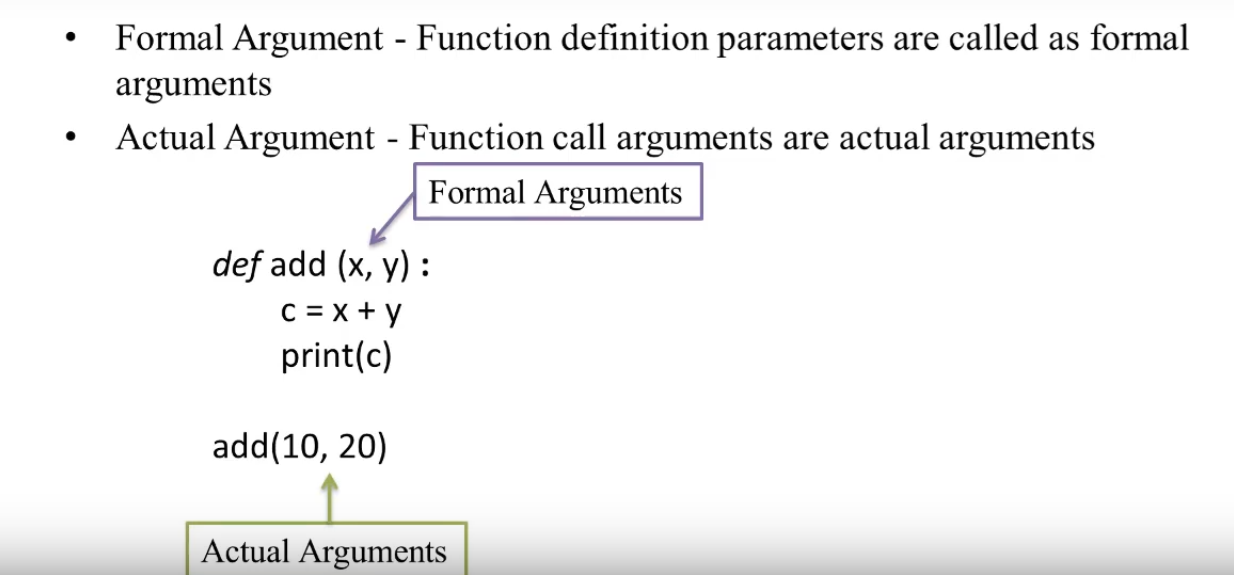 • Formal Argument - Function definition parameters are called as formal
arguments
• Actual Argument - Function call arguments are actual arguments
Formal Arguments
def add (x, y) :
c = x + y
print(c)
add(10, 20)
Actual Arguments